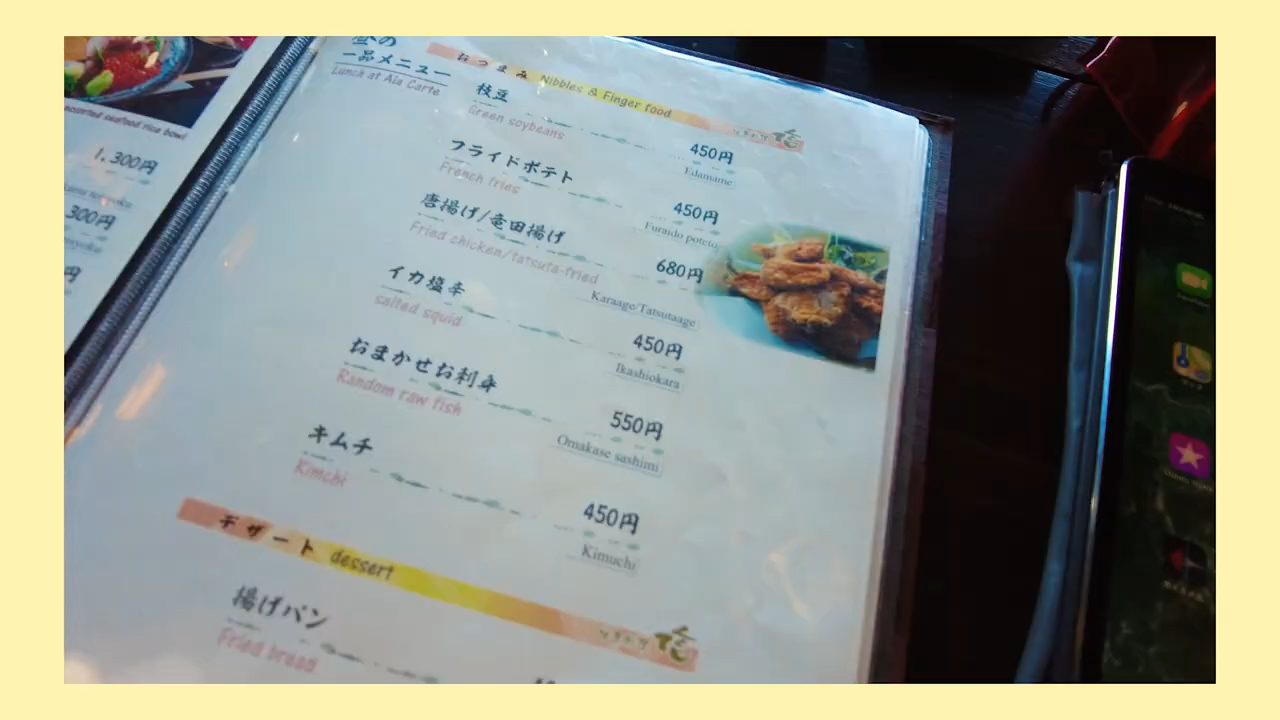 assorted seafood rice bowl
1,300円
300円
円
昼の
一品メニュー
Lunch at Ala Carte
おつまみ Nibbles & Finger food
枝豆
Green soybeans
450円
Edamame
フライドポテト
French fries
450円
Furaido poteto
唐揚げ/竜田揚げ
Fried chicken/tatsuta-fried
680円
Karaage/Tatsutaage
イカ塩辛
salted squid
450円
Ikashiokara
おまかせお刺身
Random raw fish
550円
Omakase sashimi
キムチ
Kimchi
450円
Kimuchi
デザート dessert
揚げパン
Fried bread